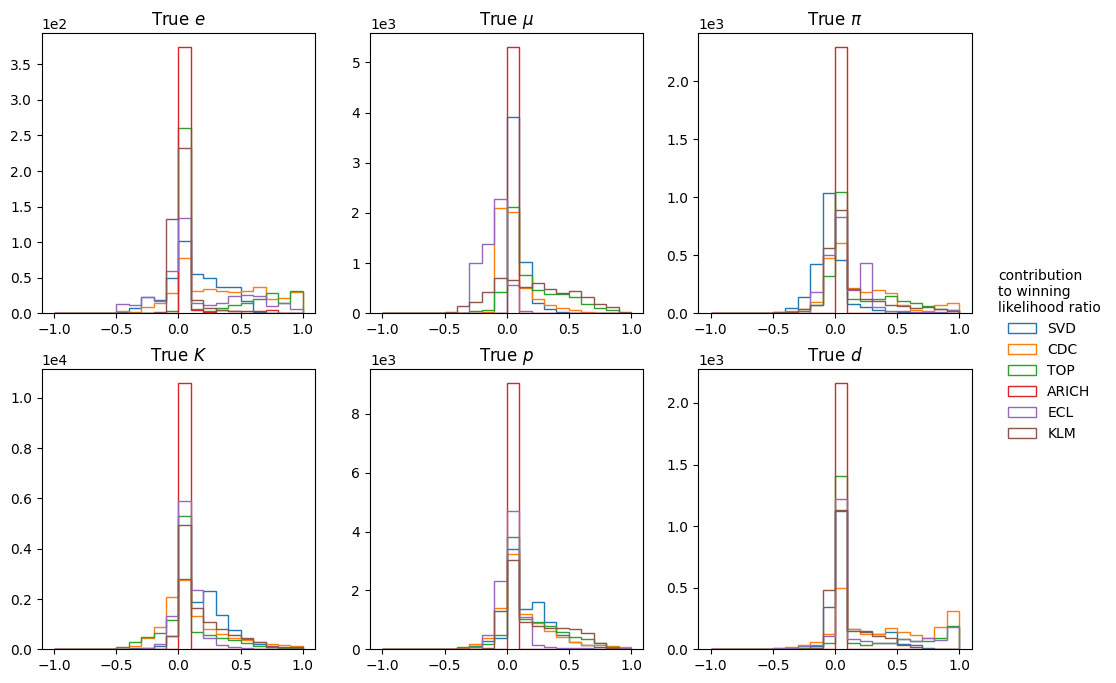 True e
1e2
3.5
3.0
2.5
2.0
1.5
1.0
0.5
0.0
−1.0 −0.5 0.0 0.5 1.0
True μ
1e3
5
4
3
2
1
0
−1.0 −0.5 0.0 0.5 1.0
True π
1e3
2.0
1.5
1.0
0.5
0.0
−1.0 −0.5 0.0 0.5 1.0
True K
1e4
1.0
0.8
0.6
0.4
0.2
0.0
−1.0 −0.5 0.0 0.5 1.0
True p
1e3
8
6
4
2
0
−1.0 −0.5 0.0 0.5 1.0
True d
1e3
2.0
1.5
1.0
0.5
0.0
−1.0 −0.5 0.0 0.5 1.0
contribution
to winning
likelihood ratio
SVD
CDC
TOP
ARICH
ECL
KLM